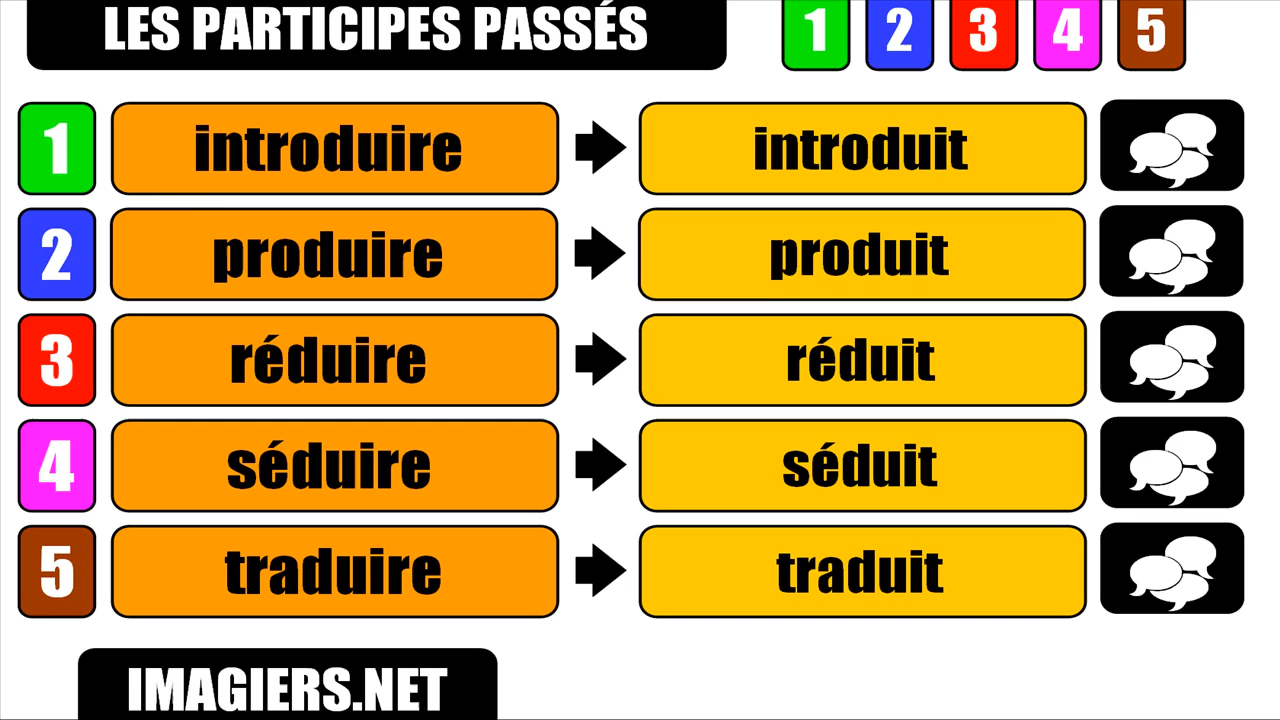 LES PARTICIPES PASSÉS
1 2 3 4 5
1 introduire introduit
2 produire produit
3 réduire réduit
4 séduire séduit
5 traduire traduit
IMAGIERS.NET